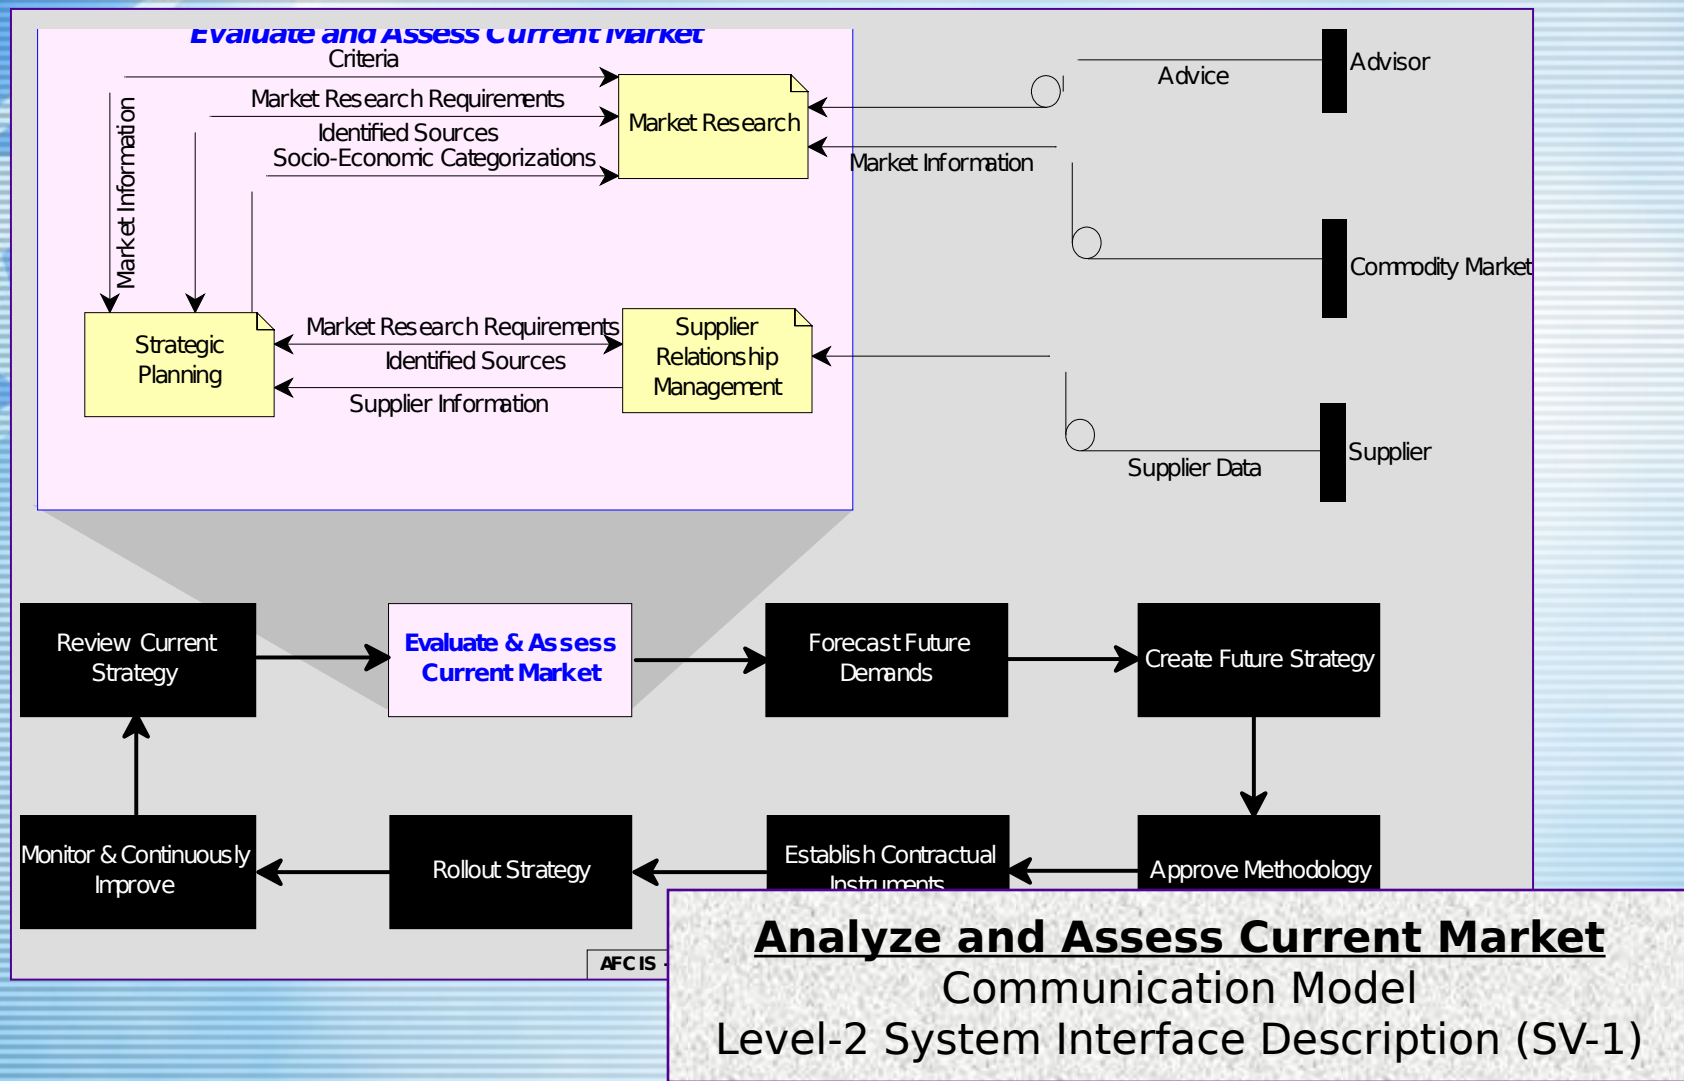 Evaluate and Assess Current Market
Criteria
Market Research Requirements
Identified Sources
Socio-Economic Categorizations
Market Information
Market Research
Advice
Advisor
Market Information
Commodity Market
Strategic
Planning
Market Research Requirements
Identified Sources
Supplier Information
Supplier
Relationship
Management
Supplier Data
Supplier
Review Current
Strategy
Evaluate & Assess
Current Market
Forecast Future
Demands
Create Future Strategy
Monitor & Continuously
Improve
Rollout Strategy
Establish Contractual
Instruments
Approve Methodology
AFCIS -
Analyze and Assess Current Market
Communication Model
Level-2 System Interface Description (SV-1)